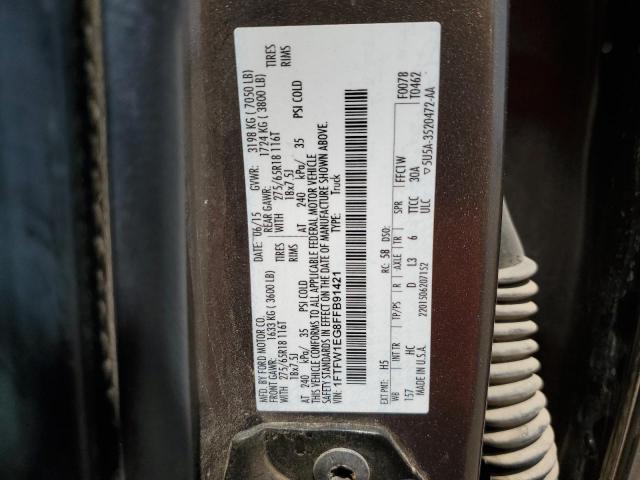 MFD. BY FORD MOTOR CO.
DATE: 06/15 GVWR: 3198 KG ( 7050 LB)
FRONT GAWR: 1633 KG ( 3600 LB) REAR GAWR: 1724 KG ( 3800 LB)
WITH 275/65R18 116T TIRES WITH 275/65R18 116T TIRES
18x7.5J RIMS 18x7.5J RIMS
AT 240 kPa/ 35 PSI COLD AT 240 kPa/ 35 PSI COLD
THIS VEHICLE CONFORMS TO ALL APPLICABLE FEDERAL MOTOR VEHICLE
SAFETY STANDARDS IN EFFECT ON THE DATE OF MANUFACTURE SHOWN ABOVE.
VIN: 1FTFW1EG8FFB91421 TYPE: Truck
F0078
T0462
EXT PNT: H5 RC: 58 DSO: FFC1W
WB INT TR TP/PS R AXLE TR SPR
157 HC D L3 6 TTCC 30A
ULC
MADE IN U.S.A. 2201506207152 5U5A-3520472-AA